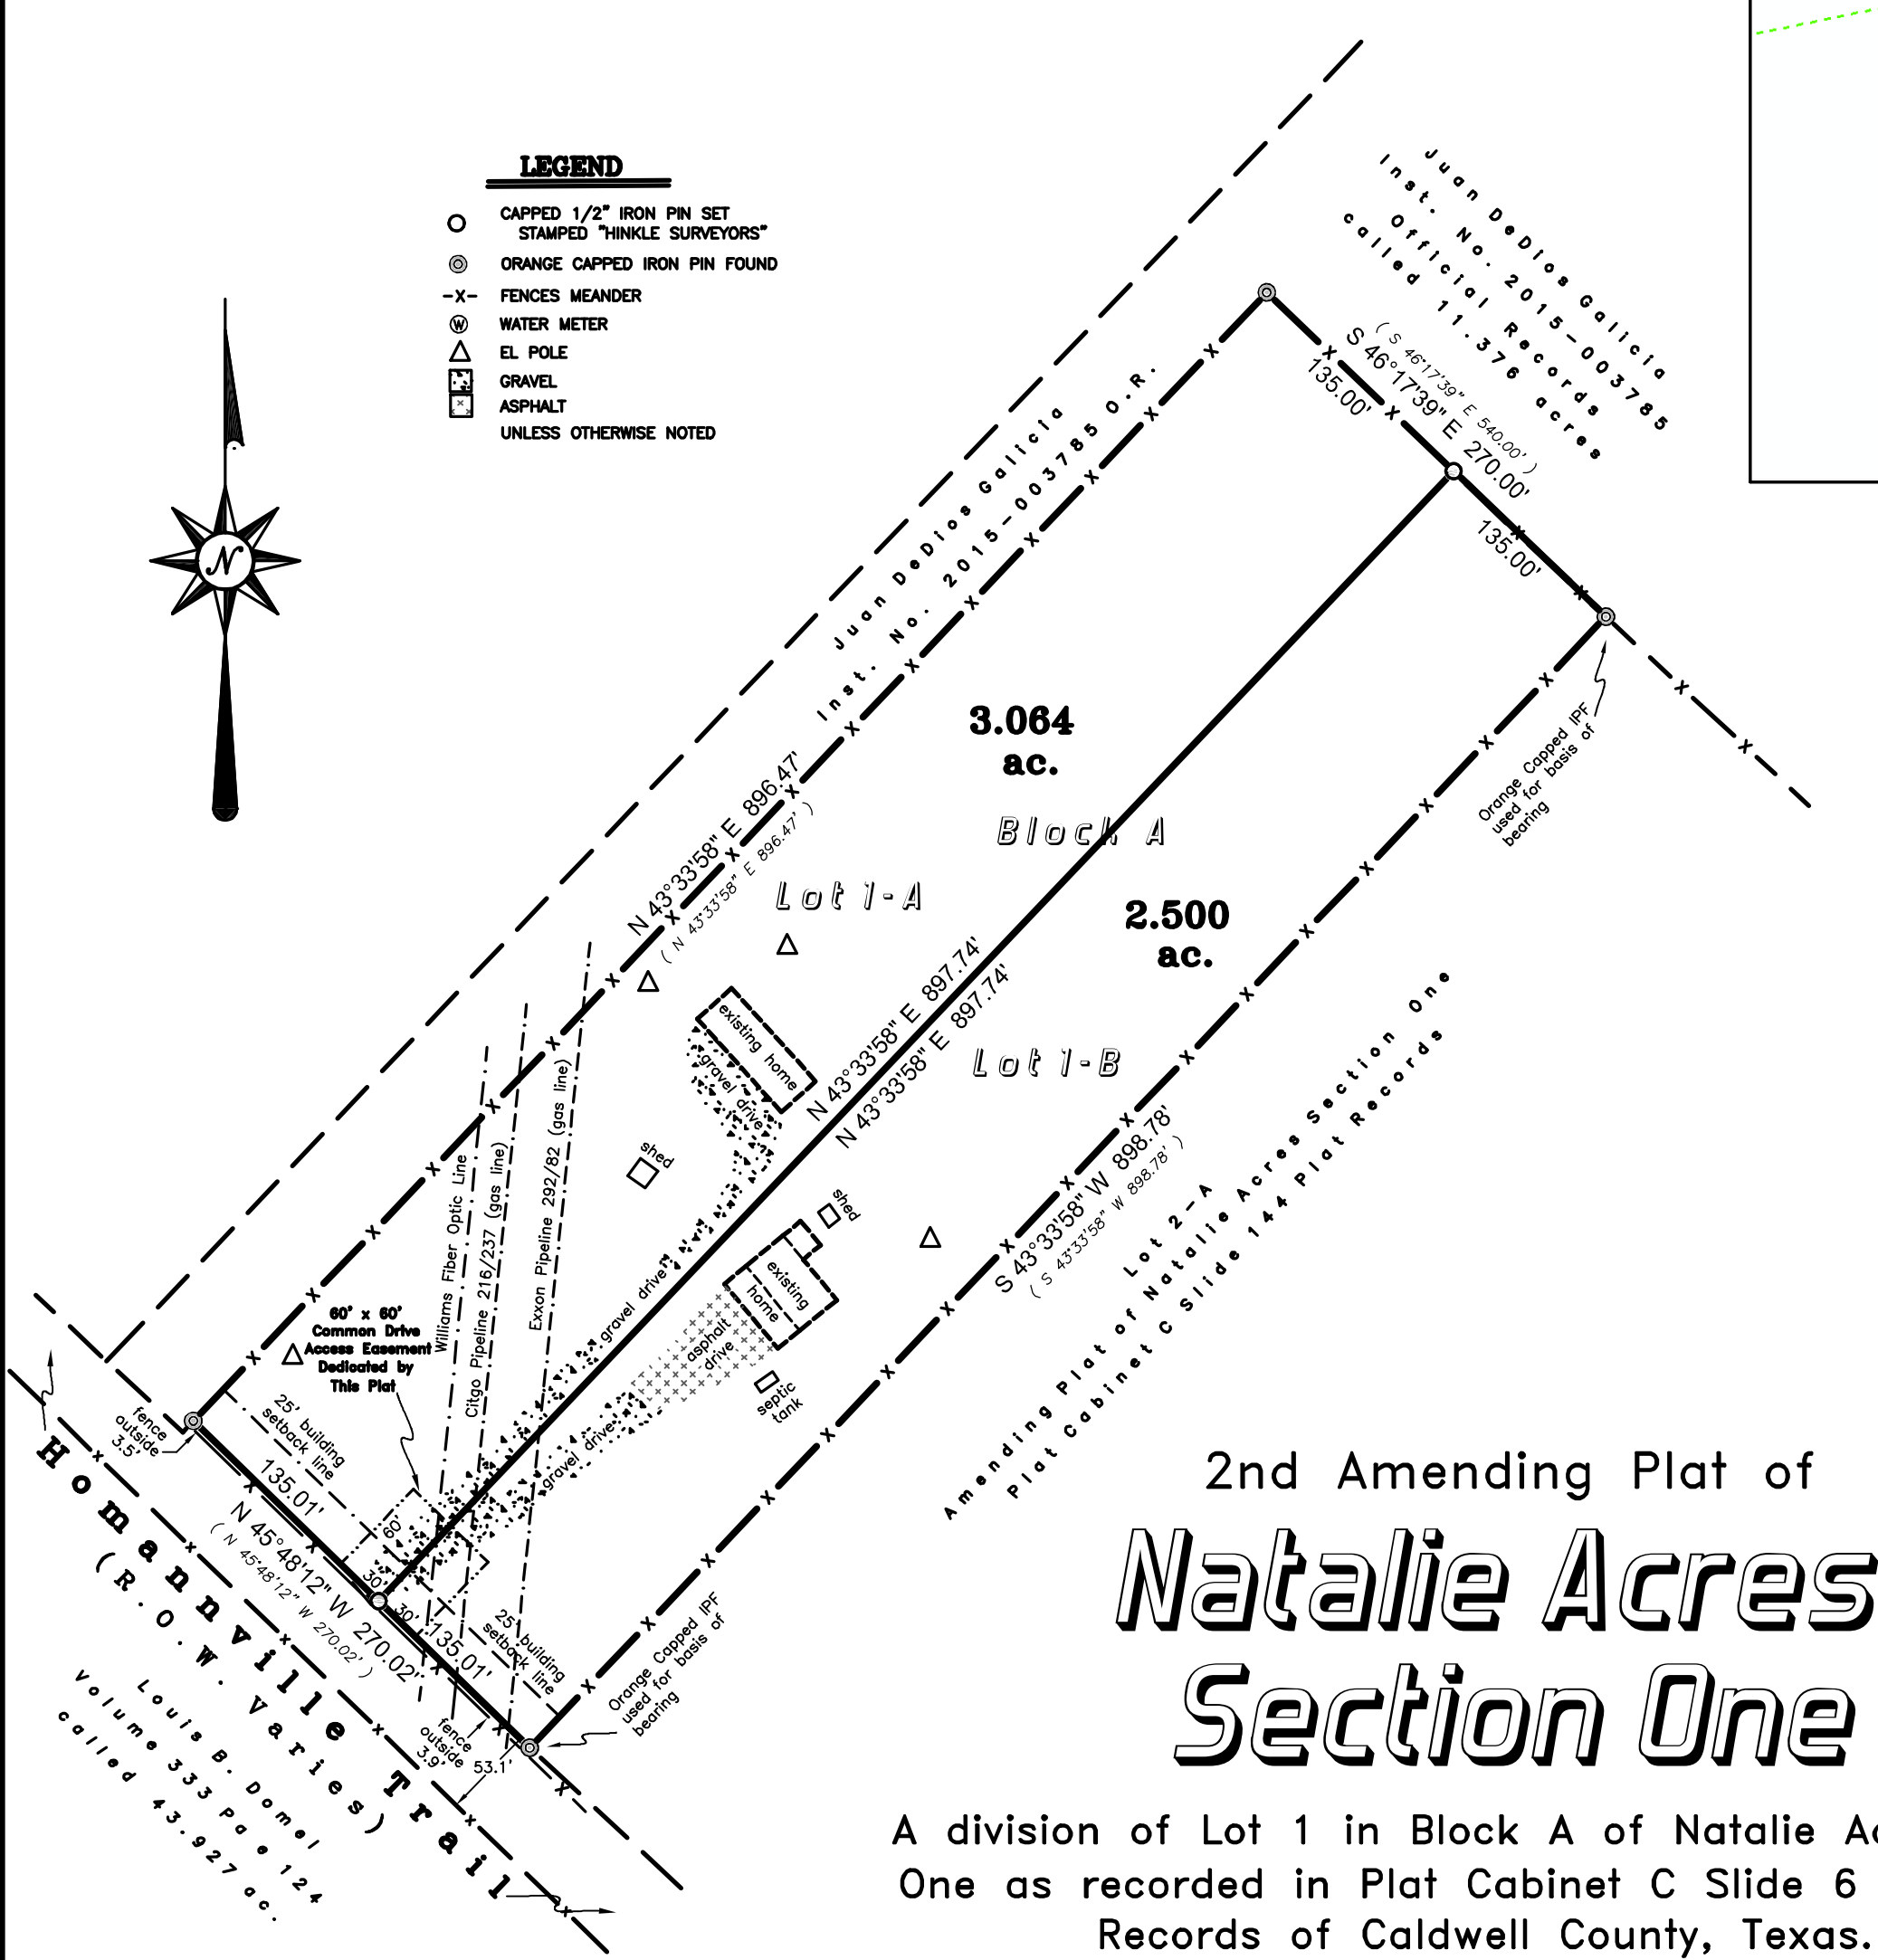 LEGEND
CAPPED 1/2" IRON PIN SET
STAMPED "HINKLE SURVEYORS"
ORANGE CAPPED IRON PIN FOUND
-x- FENCES MEANDER
W WATER METER
EL POLE
GRAVEL
ASPHALT
UNLESS OTHERWISE NOTED
N
Juan DeDios Galicia
Inst. No. 2015-003785
Official Records
called 11.376 acres
( S 46°17'39" E 540.00' )
S 46°17'39" E 270.00'
135.00'
135.00'
Juan DeDios Galicia
Inst. No. 2015-003785 O.R.
Orange Capped IPF
used for basis of
bearing
3.064
ac.
Block A
Lot 1-A
2.500
ac.
Lot 1-B
N 43°33'58" E 896.47'
( N 43°33'58" E 896.47' )
N 43°33'58" E 897.74'
N 43°33'58" E 897.74'
S 43°33'58" W 898.78'
( S 43°33'58" W 898.78' )
Lot 2-A
Amending Plat of Natalie Acres Section One
Plat Cabinet C Slide 144 Plat Records
existing home
gravel drive
shed
shed
existing
home
gravel drive
asphalt
drive
gravel drive
septic
tank
Williams Fiber Optic Line
Citgo Pipeline 216/237 (gas line)
Exxon Pipeline 292/82 (gas line)
60' x 60'
Common Drive
Access Easement
Dedicated by
This Plat
fence
outside
3.5'
25' building
setback line
135.01'
60'
30'
30'
135.01'
25' building
setback line
N 45°48'12" W 270.02'
( N 45°48'12" W 270.02' )
fence
outside
3.9'
53.1'
Orange Capped IPF
used for basis of
bearing
Homannville Trail
(R.O.W. Varies)
Louis B. Domel
Volume 333 Pa e 124
called 43.927 ac.
2nd Amending Plat of
Natalie Acres
Section One
A division of Lot 1 in Block A of Natalie Ac
One as recorded in Plat Cabinet C Slide 6
Records of Caldwell County, Texas.